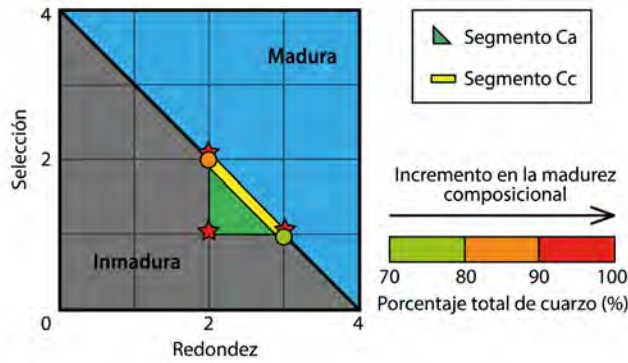 4
Madura
Selección
2
Inmadura
0
2
4
Redondez
Segmento Ca
Segmento Cc
Incremento en la madurez
composicional
70 80 90 100
Porcentaje total de cuarzo (%)